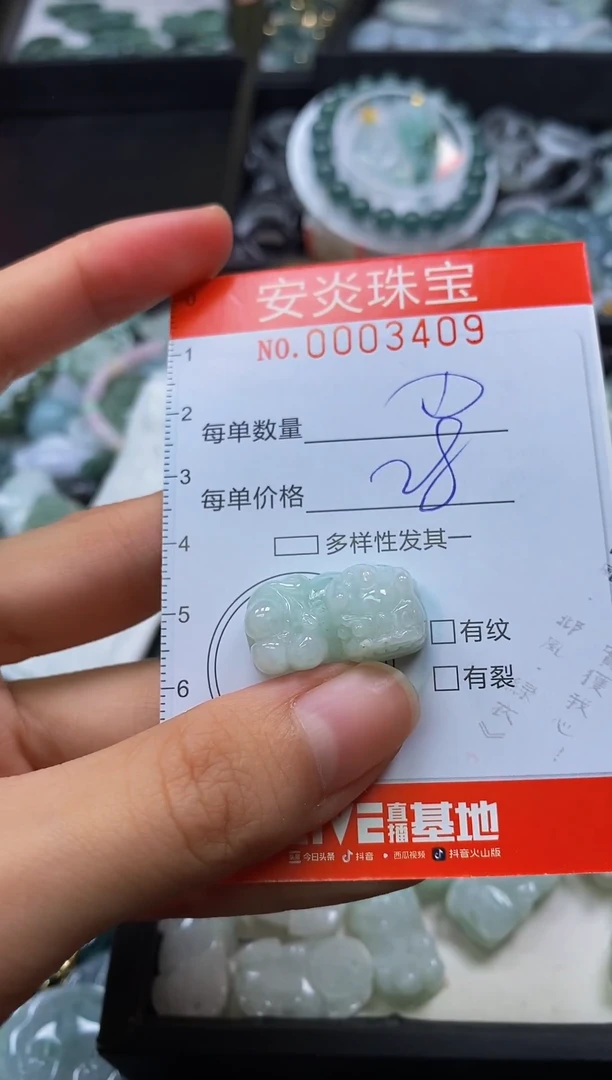 安炎珠宝
NO.0003409
每单数量
每单价格 28
多样性发其一
有纹
有裂
直播基地
今日头条 抖音 西瓜视频 抖音火山版
0
1
2
3
4
5
6